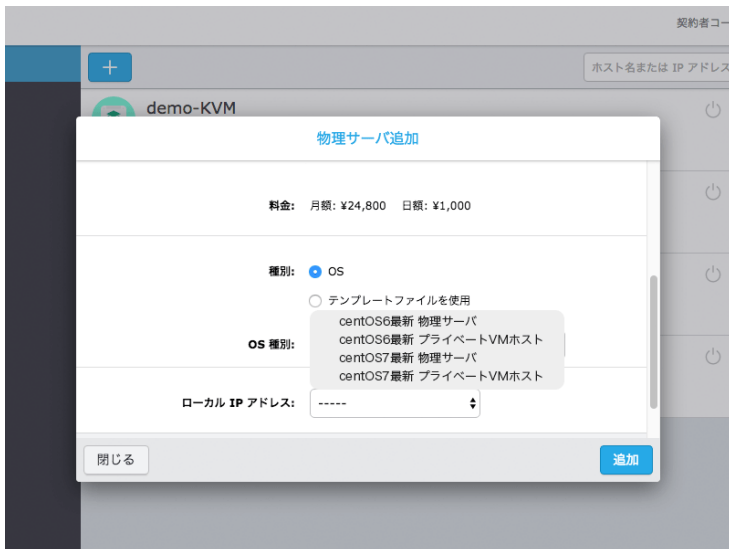 契約者コー
ホスト名または IP アドレス
demo-KVM
物理サーバ追加
料金: 月額: ¥24,800 日額: ¥1,000
種別: OS
テンプレートファイルを使用
OS 種別:
centOS6最新 物理サーバ
centOS6最新 プライベートVMホスト
centOS7最新 物理サーバ
centOS7最新 プライベートVMホスト
ローカル IP アドレス: -----
閉じる
追加